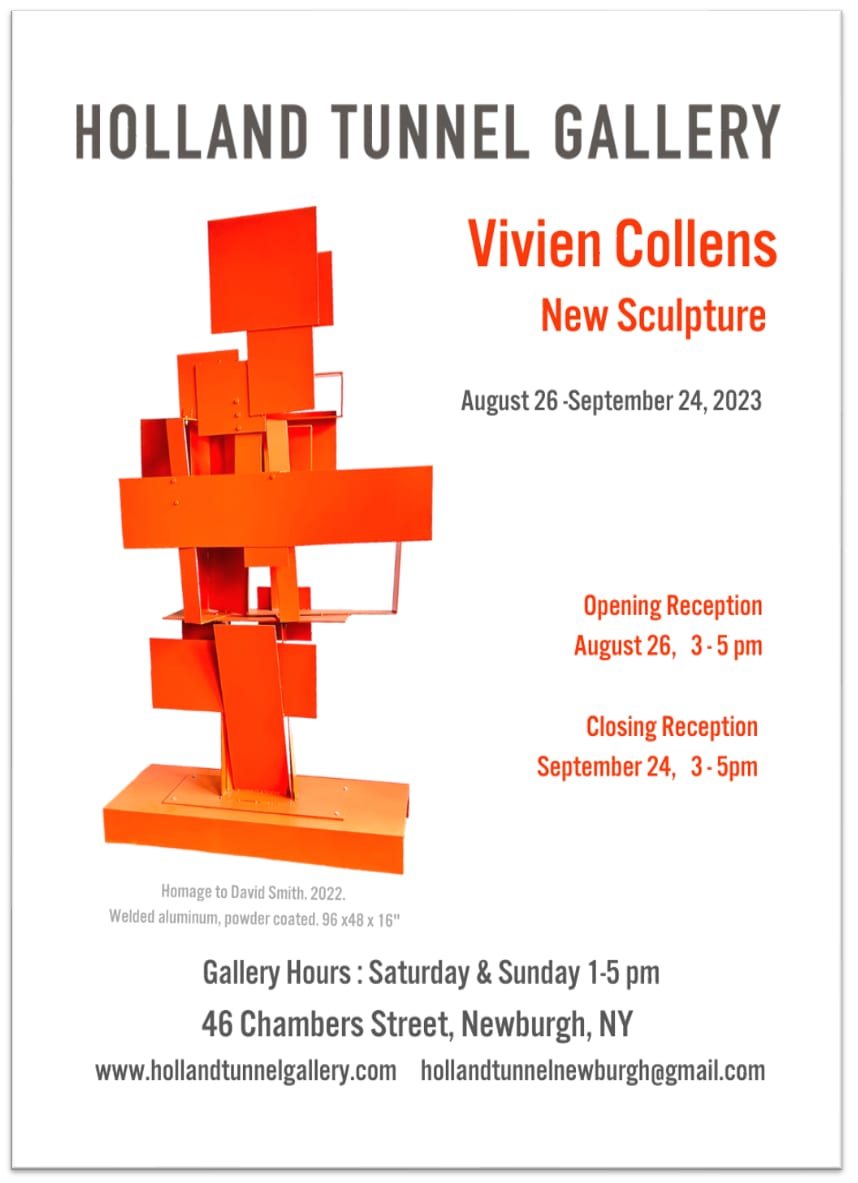 HOLLAND TUNNEL GALLERY
Vivien Collens
New Sculpture
August 26 -September 24, 2023
Opening Reception
August 26, 3 - 5 pm
Closing Reception
September 24, 3 - 5pm
Homage to David Smith. 2022.
Welded aluminum, powder coated. 96 x48 x 16"
Gallery Hours : Saturday & Sunday 1-5 pm
46 Chambers Street, Newburgh, NY
www.hollandtunnelgallery.com hollandtunnelnewburgh@gmail.com